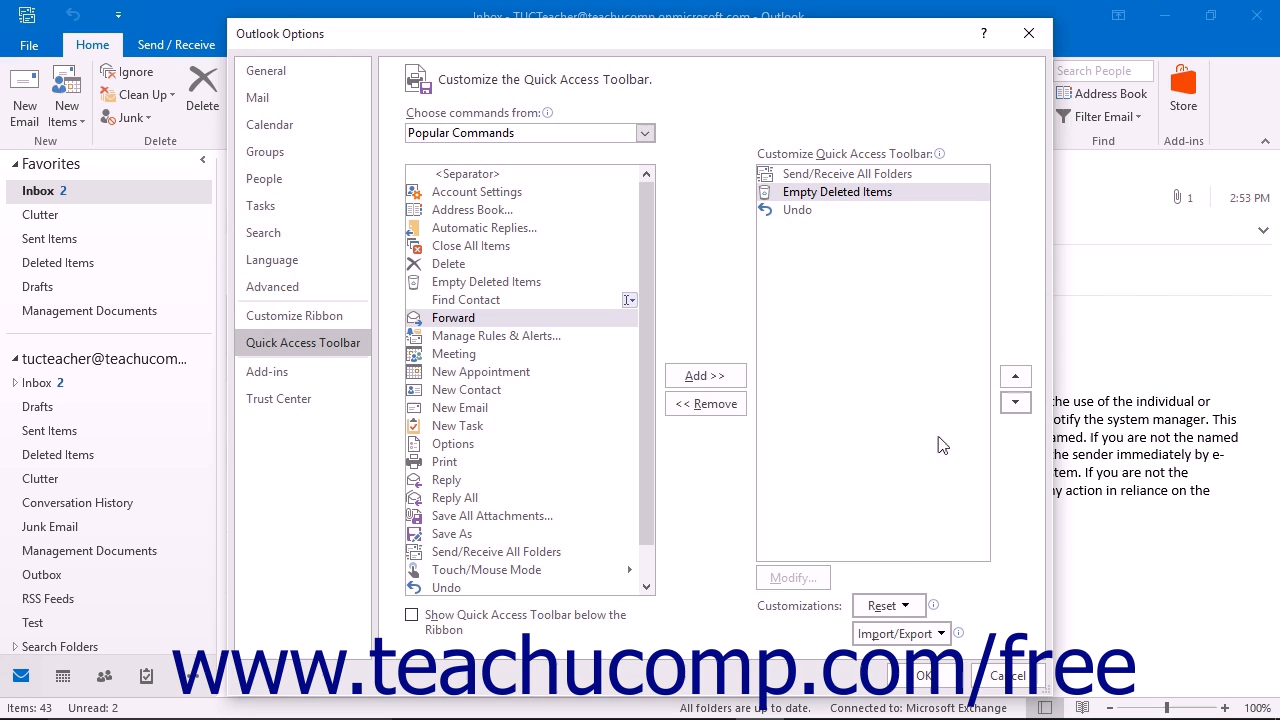 Inbox - TUCTeacher@teachucomp.onmicrosoft.com - Outlook
File
Home
Send / Receive
Outlook Options
?
New
Email
New
Items
Ignore
Clean Up
Junk
Delete
New
Delete
Search People
Address Book
Filter Email
Store
Find
Add-ins
Favorites
Inbox 2
Clutter
Sent Items
Deleted Items
Drafts
Management Documents
tucteacher@teachucom...
Inbox 2
Drafts
Sent Items
Deleted Items
Clutter
Conversation History
Junk Email
Management Documents
Outbox
RSS Feeds
Test
Search Folders
General
Mail
Calendar
Groups
People
Tasks
Search
Language
Advanced
Customize Ribbon
Quick Access Toolbar
Add-ins
Trust Center
Customize the Quick Access Toolbar.
Choose commands from:
Popular Commands
<Separator>
Account Settings
Address Book...
Automatic Replies...
Close All Items
Delete
Empty Deleted Items
Find Contact
Forward
Manage Rules & Alerts...
Meeting
New Appointment
New Contact
New Email
New Task
Options
Print
Reply
Reply All
Save All Attachments...
Save As
Send/Receive All Folders
Touch/Mouse Mode
Undo
Show Quick Access Toolbar below the
Ribbon
Add >>
<< Remove
Customize Quick Access Toolbar:
Send/Receive All Folders
Empty Deleted Items
Undo
Modify...
Customizations:
Reset
Import/Export
OK
Cancel
1
2:53 PM
the use of the individual or
otify the system manager. This
amed. If you are not the named
the sender immediately by e-
tem. If you are not the
y action in reliance on the
www.teachucomp.com/free
Items: 43
Unread: 2
All folders are up to date.
Connected to: Microsoft Exchange
100%